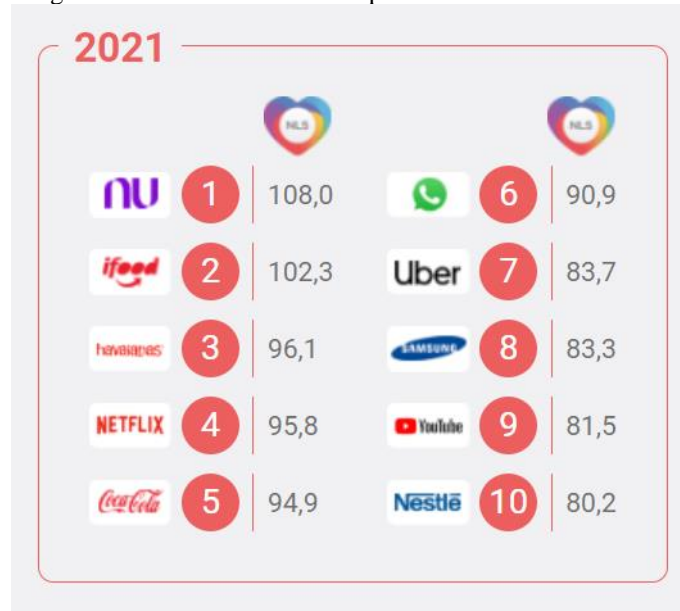 2021
NLS
NLS
nu
1
108,0
ifood
2
102,3
havaianas
3
96,1
NETFLIX
4
95,8
Coca-Cola
5
94,9
6
90,9
Uber
7
83,7
SAMSUNG
8
83,3
YouTube
9
81,5
Nestlé
10
80,2